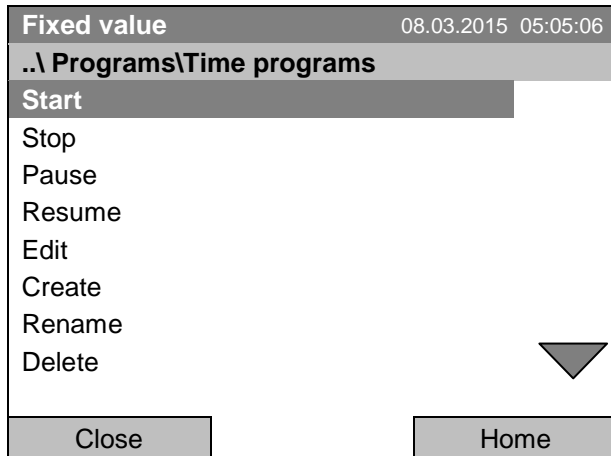 Fixed value 08.03.2015 05:05:06
..\ Programs\Time programs
Start
Stop
Pause
Resume
Edit
Create
Rename
Delete
Close Home